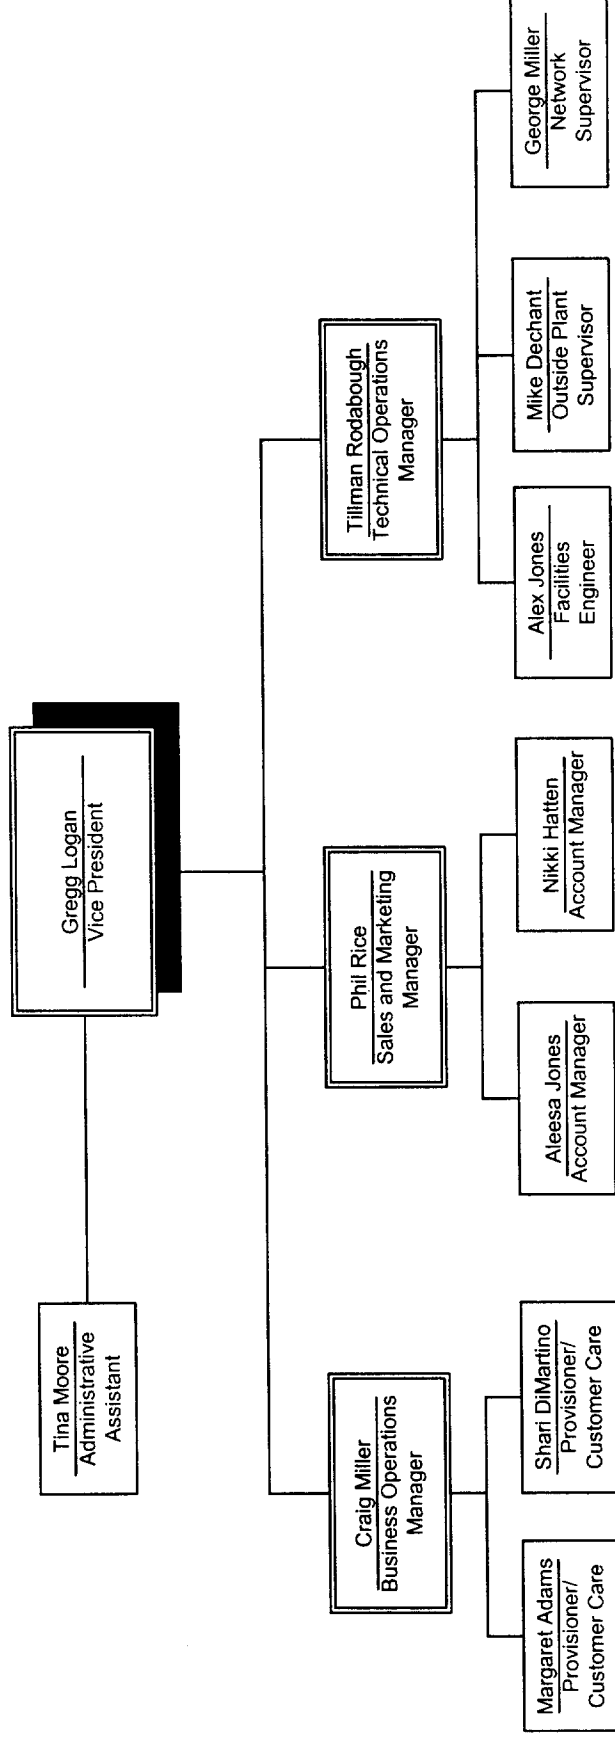 Gregg Logan
Vice President
Tina Moore
Administrative
Assistant
Craig Miller
Business Operations
Manager
Phil Rice
Sales and Marketing
Manager
Tillman Rodabough
Technical Operations
Manager
Margaret Adams
Provisioner/
Customer Care
Shari DiMartino
Provisioner/
Customer Care
Aleesa Jones
Account Manager
Nikki Hatten
Account Manager
Alex Jones
Facilities
Engineer
Mike Dechant
Outside Plant
Supervisor
George Miller
Network
Supervisor